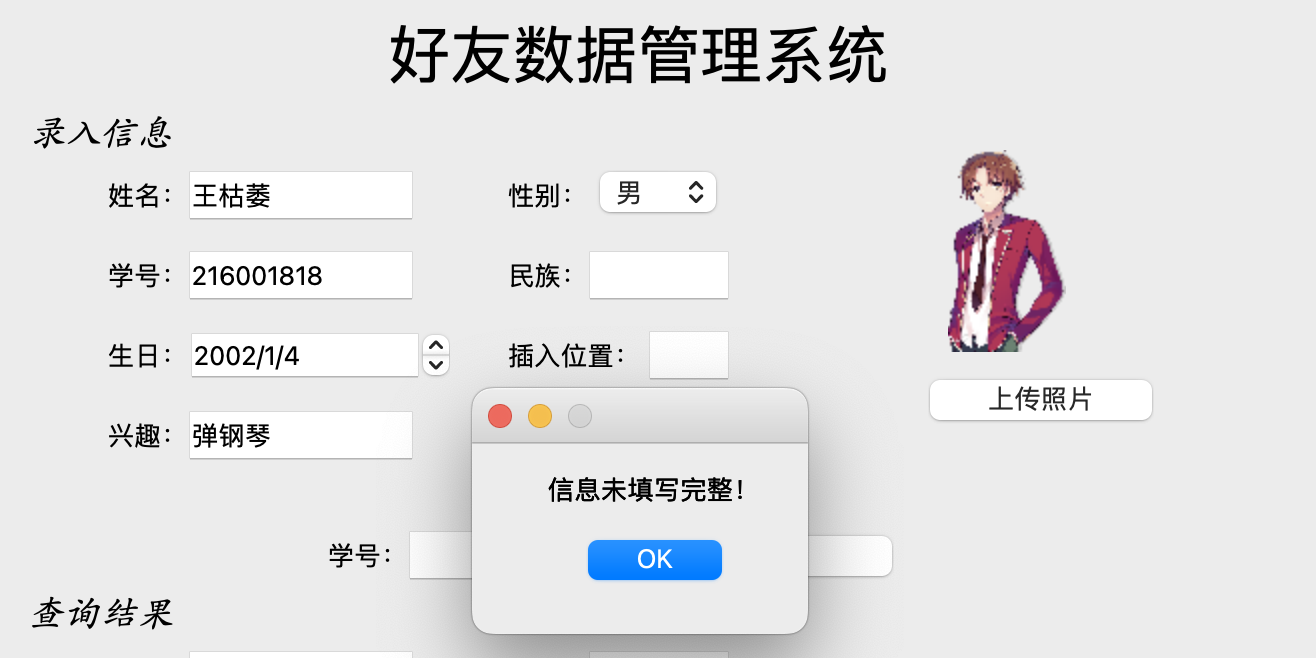 好友数据管理系统
录入信息
姓名： 王枯萎 性别： 男
学号： 216001818 民族：
生日： 2002/1/4 插入位置：
上传照片
兴趣： 弹钢琴
信息未填写完整！
OK
学号：
查询结果